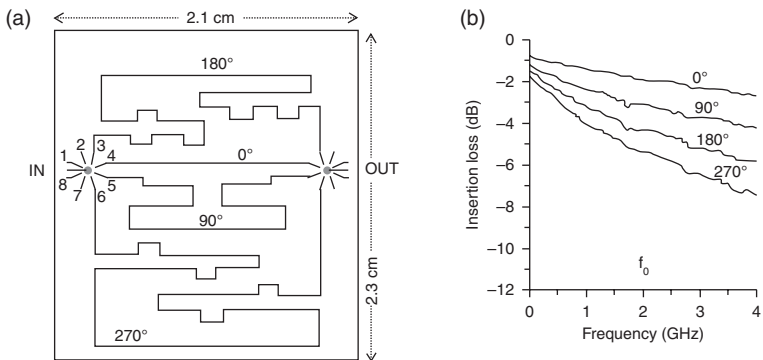 (a)
2.1 cm
180°
2 3
1 4
IN
0°
OUT
8 5
7 6
90°
2.3 cm
270°
(b)
0
−2
−4
−6
−8
−10
−12
Insertion loss (dB)
0°
90°
180°
270°
f0
0 1 2 3 4
Frequency (GHz)